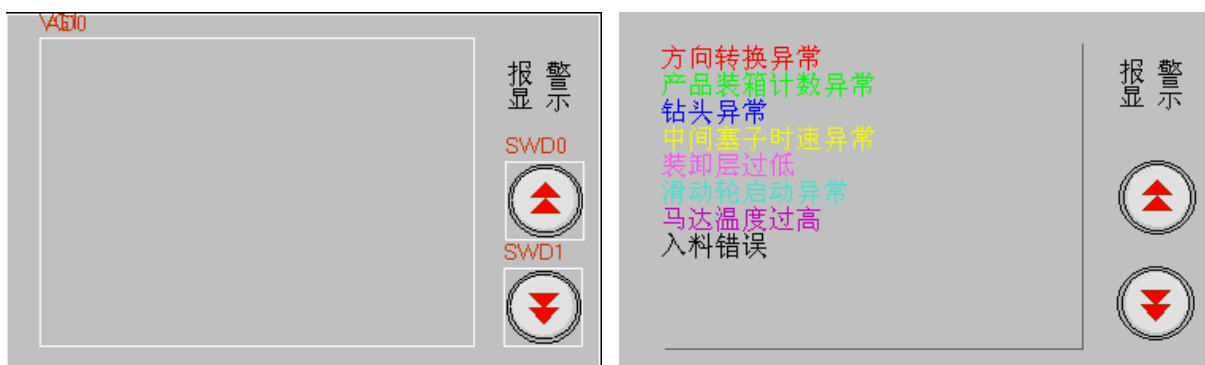 报 警
显 示
SWD0
SWD1
方向转换异常
产品装箱计数异常
钻头异常
中间塞子时速异常
装卸层过低
滑动轮启动异常
马达温度过高
入料错误
报 警
显 示